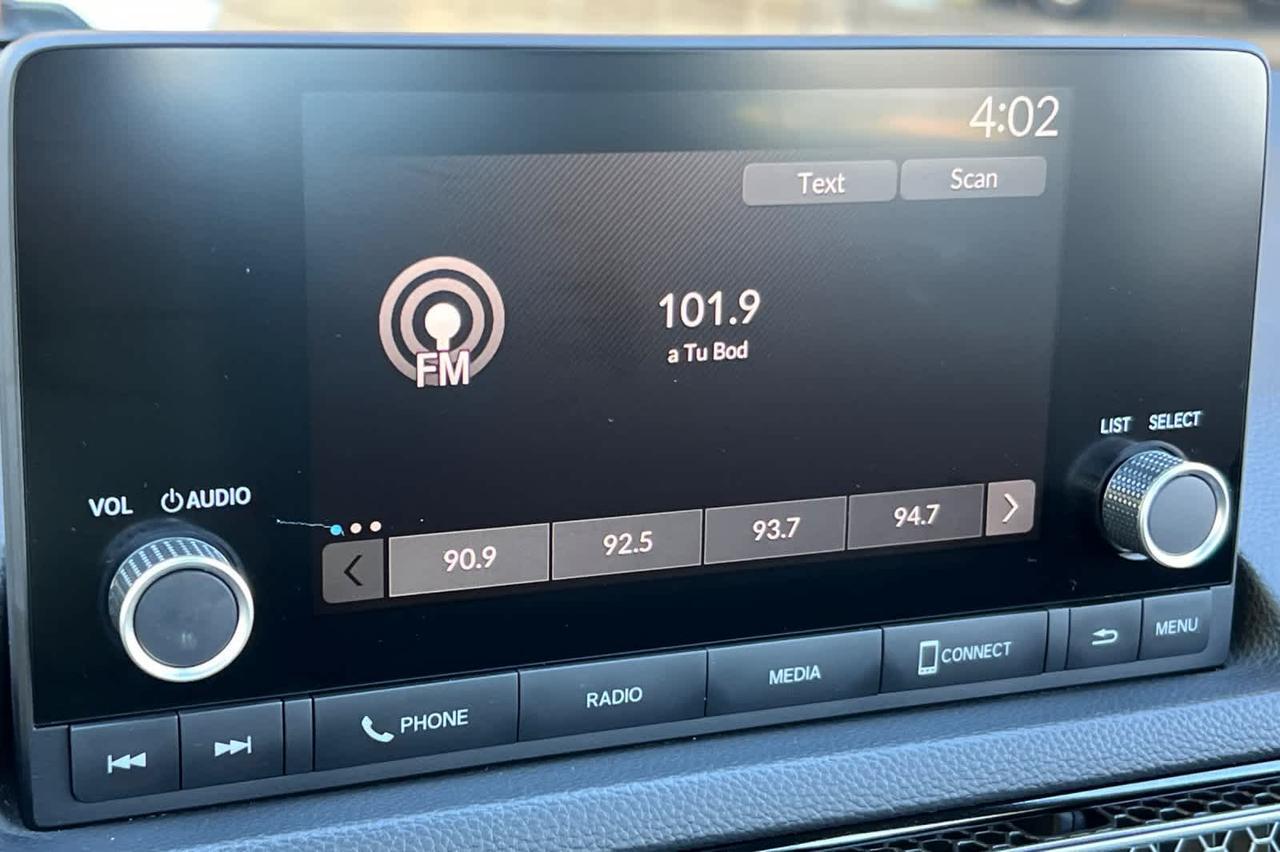 4:02
Text Scan
101.9
a Tu Bod
FM
LIST SELECT
VOL AUDIO
90.9 92.5 93.7 94.7
PHONE RADIO MEDIA CONNECT MENU